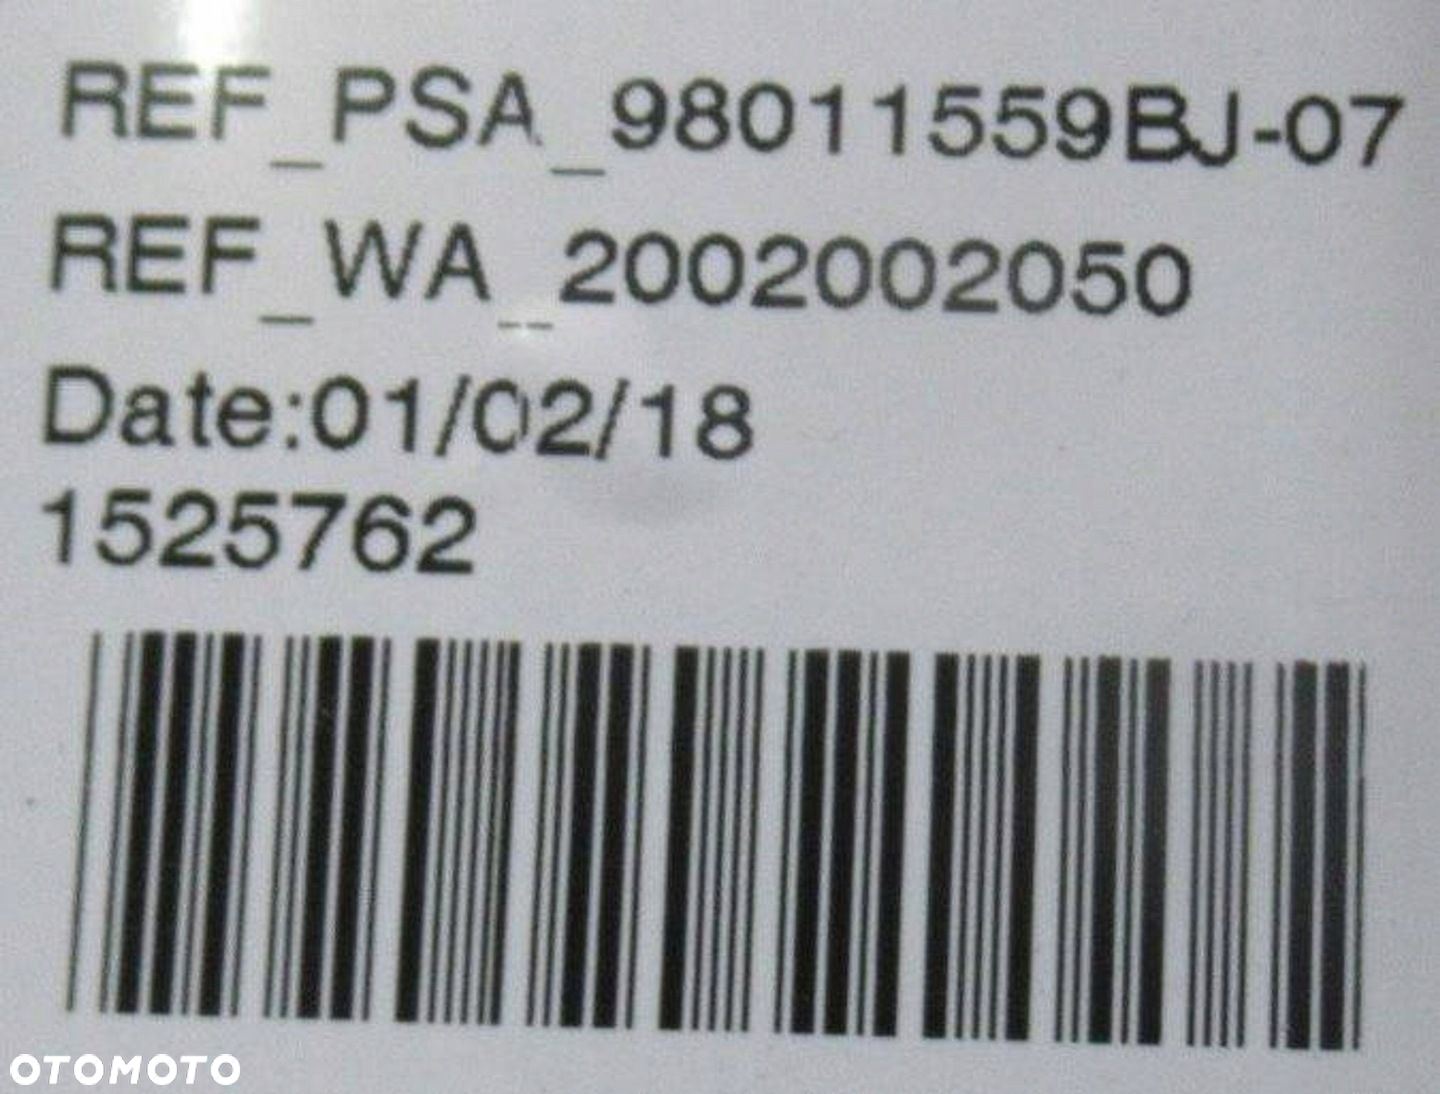 REF_PSA_98011559BJ-07
REF_WA_2002002050
Date:01/02/18
1525762
OTOMOTO